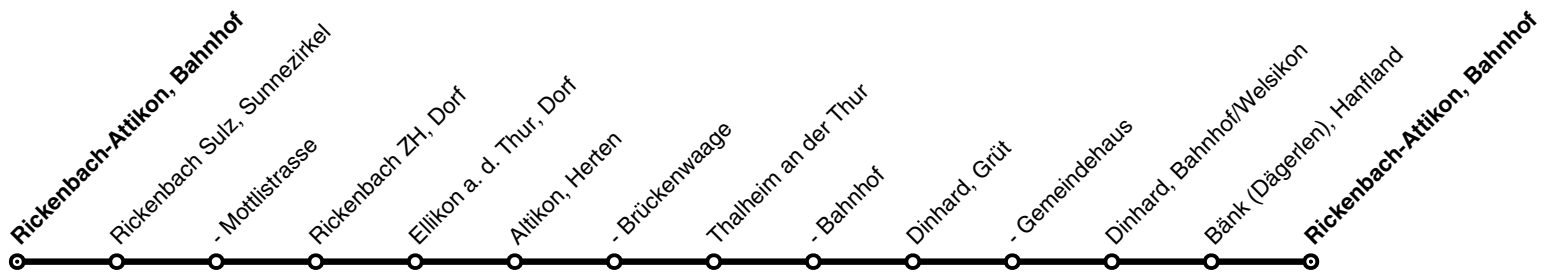 Rickenbach-Attikon, Bahnhof
Rickenbach Sulz, Sunnezirkel
- Mottlistrasse
Rickenbach ZH, Dorf
Ellikon a. d. Thur, Dorf
Altikon, Herten
- Brückenwaage
Thalheim an der Thur
- Bahnhof
Dinhard, Grüt
- Gemeindehaus
Dinhard, Bahnhof/Welsikon
Bänk (Dägerlen), Hanfland
Rickenbach-Attikon, Bahnhof